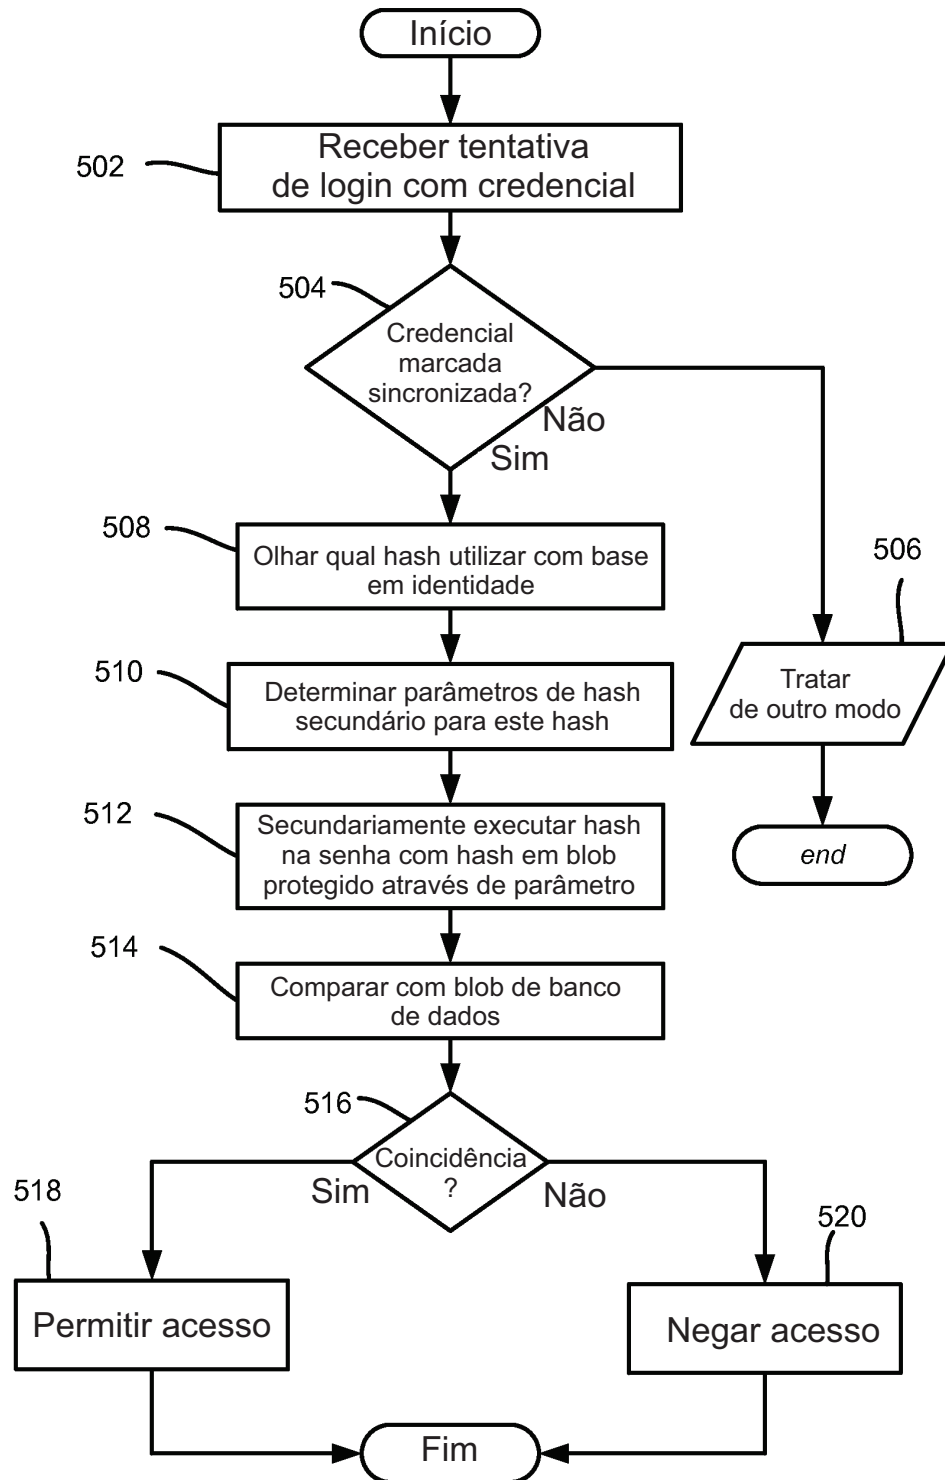 Início
502
Receber tentativa
de login com credencial
504
Credencial
marcada
sincronizada?
Não
Sim
508
Olhar qual hash utilizar com base
em identidade
506
Tratar
de outro modo
510
Determinar parâmetros de hash
secundário para este hash
512
Secundariamente executar hash
na senha com hash em blob
protegido através de parâmetro
end
514
Comparar com blob de banco
de dados
516
Coincidência
?
Sim
Não
518
Permitir acesso
520
Negar acesso
Fim